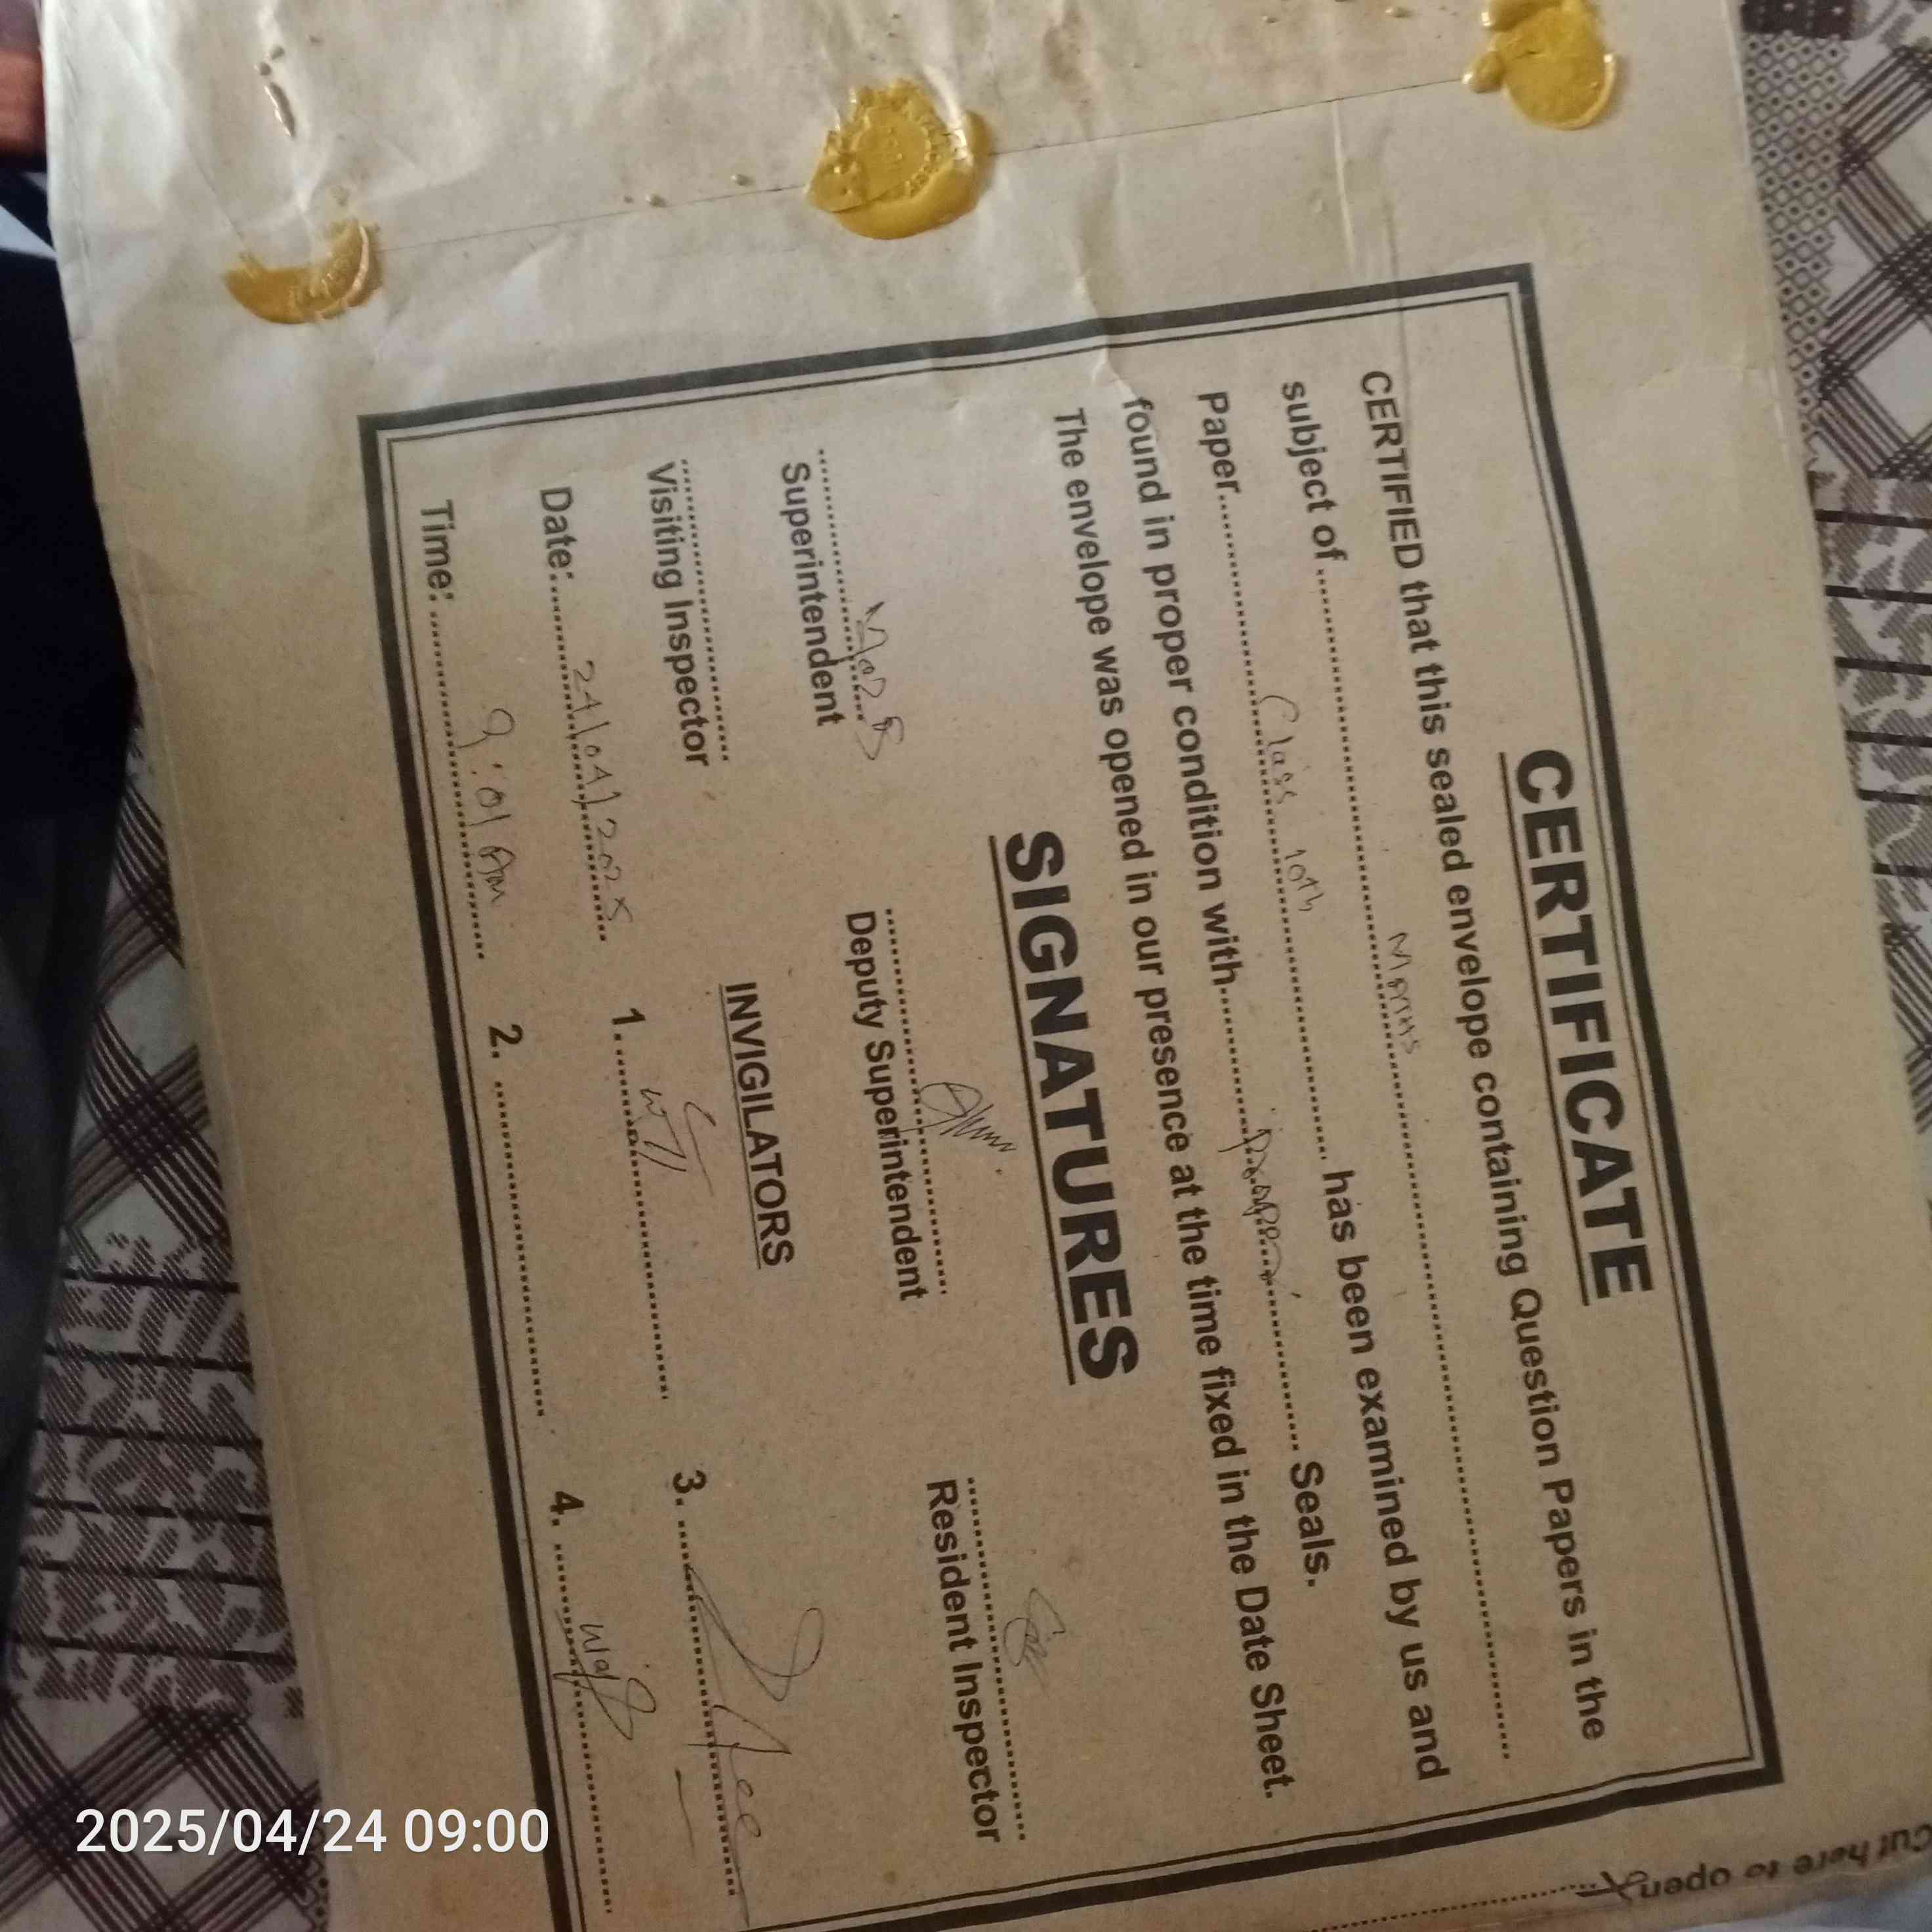 CERTIFICATE
CERTIFIED that this sealed envelope containing Question Papers in the
subject of .......... Maths ..........
Paper.......... Class 10th .......... has been examined by us and
found in proper condition with.......... Proper .......... Seals.
The envelope was opened in our presence at the time fixed in the Date Sheet.
SIGNATURES
Superintendent
Deputy Superintendent
Resident Inspector
Visiting Inspector
INVIGILATORS
Date:.......... 24/04/2025
Time: .......... 9:01 Am
1. ..........
2. ..........
3. ..........
4. ..........
Cut here to open
2025/04/24 09:00